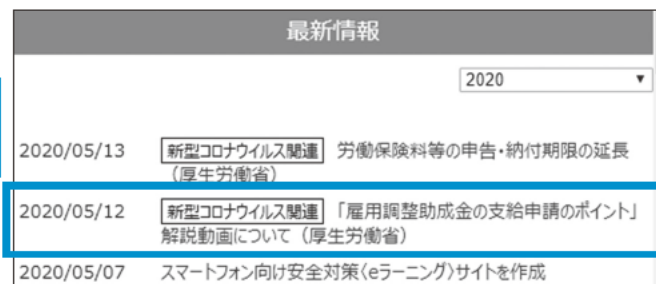 最新情報
2020
2020/05/13 新型コロナウイルス関連 労働保険料等の申告・納付期限の延長
（厚生労働省）
2020/05/12 新型コロナウイルス関連 「雇用調整助成金の支給申請のポイント」
解説動画について（厚生労働省）
2020/05/07 スマートフォン向け安全対策〈eラーニング〉サイトを作成